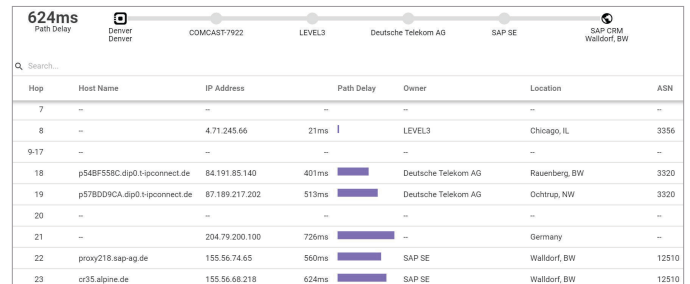 624ms
Path Delay
Denver
Denver
COMCAST-7922
LEVEL3
Deutsche Telekom AG
SAP SE
SAP CRM
Walldorf, BW
Search...
Hop Host Name IP Address Path Delay Owner Location ASN
7 -- -- -- -- -- --
8 -- 4.71.245.66 21ms LEVEL3 Chicago, IL 3356
9-17 -- -- -- -- -- --
18 p54BF558C.dip0.t-ipconnect.de 84.191.85.140 401ms Deutsche Telekom AG Rauenberg, BW 3320
19 p57BDD9CA.dip0.t-ipconnect.de 87.189.217.202 513ms Deutsche Telekom AG Ochtrup, NW 3320
20 -- -- -- -- -- --
21 -- 204.79.200.100 726ms -- Germany --
22 proxy218.sap-ag.de 155.56.74.65 560ms SAP SE Walldorf, BW 12510
23 cr35.alpine.de 155.56.68.218 624ms SAP SE Walldorf, BW 12510